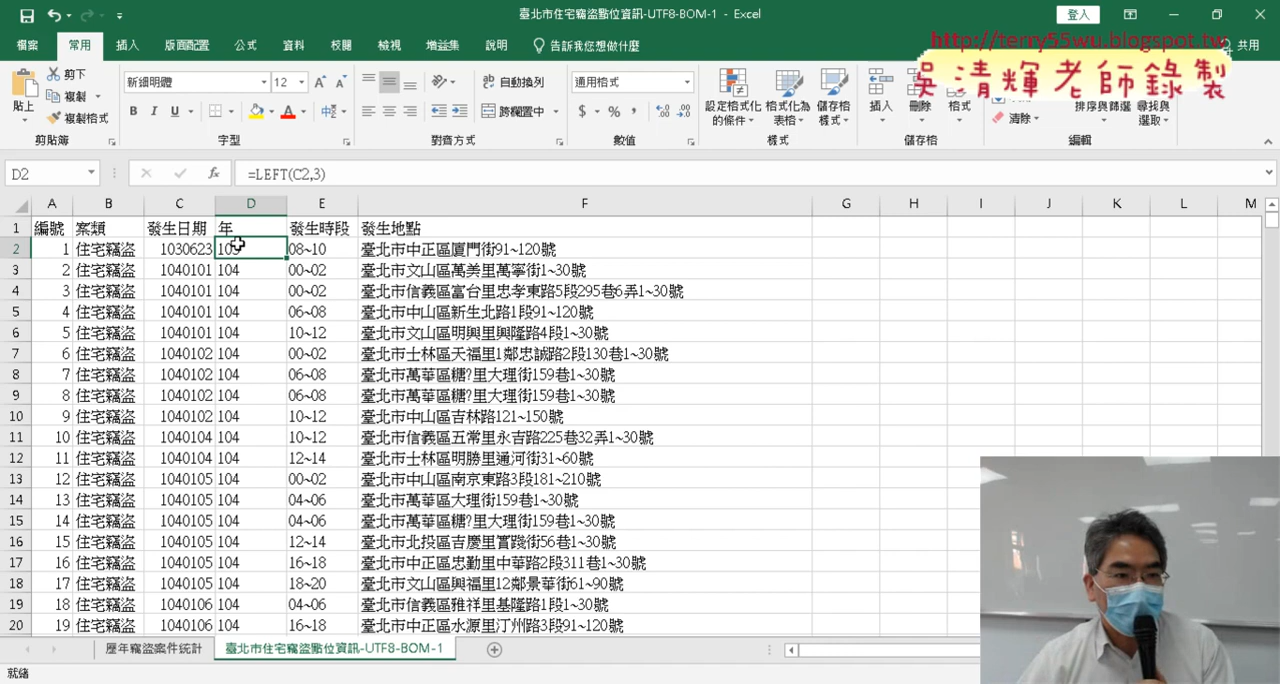 臺北市住宅竊盜點位資訊-UTF8-BOM-1 - Excel
登入
檔案 常用 插入 版面配置 公式 資料 校閱 檢視 增益集 說明 告訴我您想做什麼 共用
http://terry55wu.blogspot.tw
吳清輝老師錄製
貼上 剪下 複製 複製格式
新細明體 12
B I U
自動換列
跨欄置中
通用格式
$ % ,
設定格式化的條件 格式化為表格 儲存格樣式
插入 刪除 格式
清除 排序與篩選 尋找與選取
剪貼簿 字型 對齊方式 數值 樣式 儲存格 編輯
D2 fx =LEFT(C2,3)
A B C D E F G H I J K L M
1 編號 案類 發生日期 年 發生時段 發生地點
2 1 住宅竊盜 1030623 103 08~10 臺北市中正區廈門街91~120號
3 2 住宅竊盜 1040101 104 00~02 臺北市文山區萬美里萬寧街1~30號
4 3 住宅竊盜 1040101 104 00~02 臺北市信義區富台里忠孝東路5段295巷6弄1~30號
5 4 住宅竊盜 1040101 104 06~08 臺北市中山區新生北路1段91~120號
6 5 住宅竊盜 1040101 104 10~12 臺北市文山區明興里興隆路4段1~30號
7 6 住宅竊盜 1040102 104 00~02 臺北市士林區天福里1鄰忠誠路2段130巷1~30號
8 7 住宅竊盜 1040102 104 06~08 臺北市萬華區糖?里大理街159巷1~30號
9 8 住宅竊盜 1040102 104 06~08 臺北市萬華區糖?里大理街159巷1~30號
10 9 住宅竊盜 1040102 104 10~12 臺北市中山區吉林路121~150號
11 10 住宅竊盜 1040104 104 10~12 臺北市信義區五常里永吉路225巷32弄1~30號
12 11 住宅竊盜 1040104 104 12~14 臺北市士林區明勝里通河街31~60號
13 12 住宅竊盜 1040105 104 00~02 臺北市中山區南京東路3段181~210號
14 13 住宅竊盜 1040105 104 04~06 臺北市萬華區大理街159巷1~30號
15 14 住宅竊盜 1040105 104 04~06 臺北市萬華區糖?里大理街159巷1~30號
16 15 住宅竊盜 1040105 104 12~14 臺北市北投區吉慶里實踐街56巷1~30號
17 16 住宅竊盜 1040105 104 16~18 臺北市中正區忠勤里中華路2段311巷1~30號
18 17 住宅竊盜 1040105 104 18~20 臺北市文山區興福里12鄰景華街61~90號
19 18 住宅竊盜 1040106 104 04~06 臺北市信義區雅祥里基隆路1段1~30號
20 19 住宅竊盜 1040106 104 16~18 臺北市中正區水源里汀州路3段91~120號
歷年竊盜案件統計 臺北市住宅竊盜點位資訊-UTF8-BOM-1
就緒